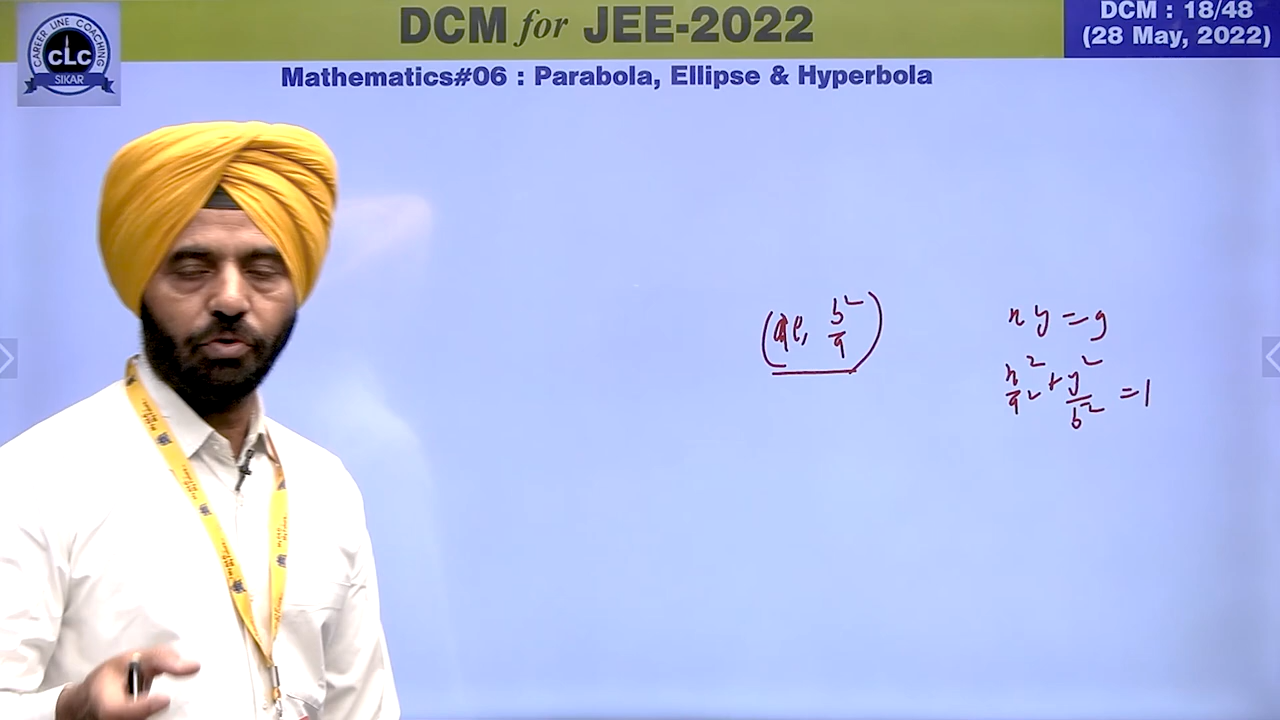 DCM for JEE-2022
DCM : 18/48
(28 May, 2022)
CAREER LINE COACHING
CLC
SIKAR
Mathematics#06 : Parabola, Ellipse & Hyperbola
(ae, b²/a)
xy = 9
x²/a² + y²/b² = 1